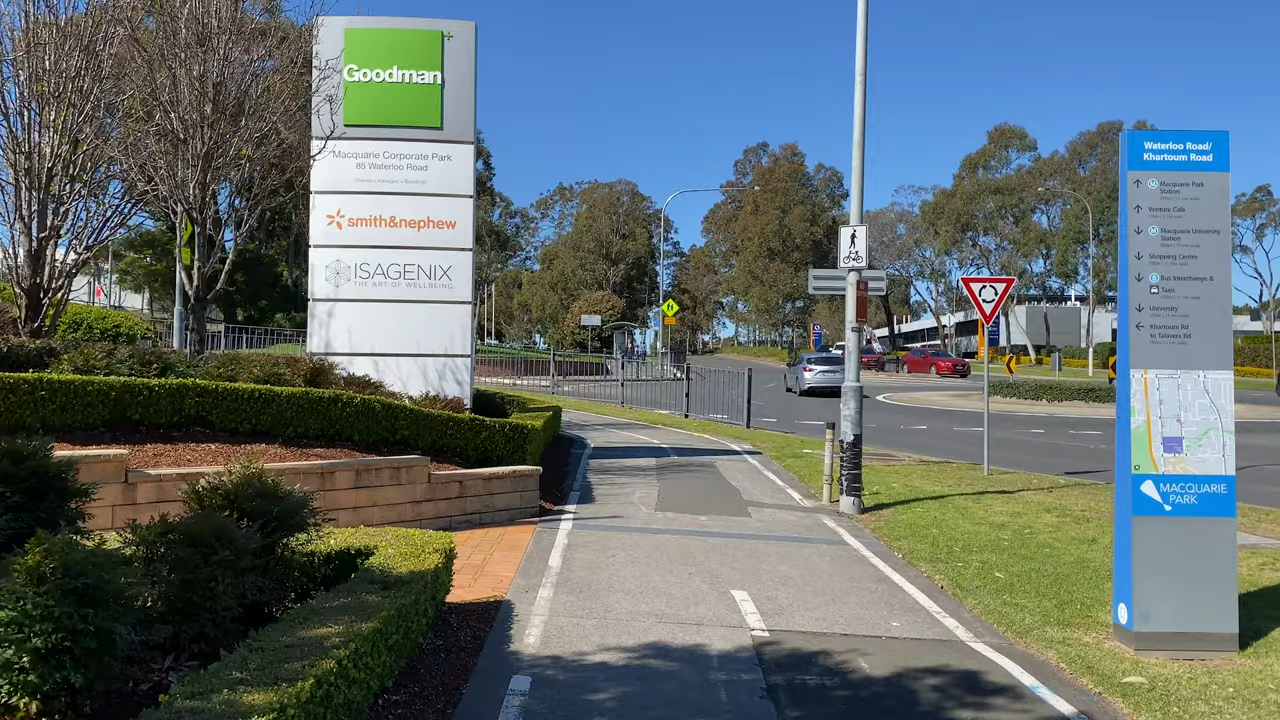 Goodman
Macquarie Corporate Park
85 Waterloo Road
smith&nephew
ISAGENIX
THE ART OF WELLBEING
Waterloo Road/
Khartoum Road
M Macquarie Park
Station
Venture Café
M Macquarie University
Station
Shopping Centre
B Bus Interchange &
Taxis
University
Khartoum Rd
to Talavera Rd
MACQUARIE
PARK